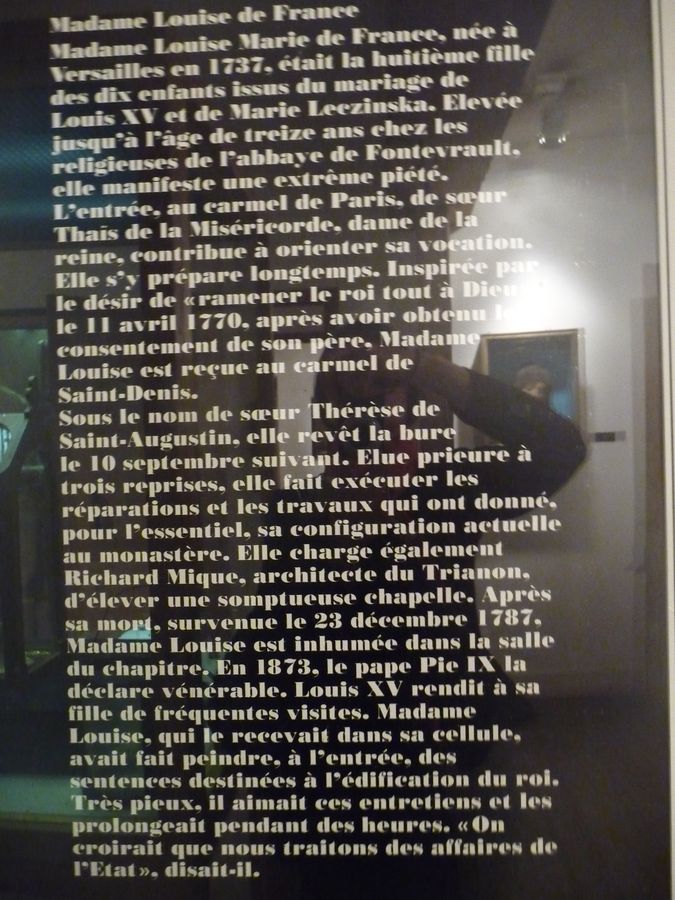 Madame Louise de France
Madame Louise Marie de France, née à
Versailles en 1737, était la huitième fille
des dix enfants issus du mariage de
Louis XV et de Marie Leczinska. Elevée
jusqu'à l'âge de treize ans chez les
religieuses de l'abbaye de Fontevrault,
elle manifeste une extrême piété.
L'entrée, au carmel de Paris, de sœur
Thaïs de la Miséricorde, dame de la
reine, contribue à orienter sa vocation.
Elle s'y prépare longtemps. Inspirée par
le désir de « ramener le roi tout à Dieu »
le 11 avril 1770, après avoir obtenu le
consentement de son père, Madame
Louise est reçue au carmel de
Saint-Denis.
Sous le nom de sœur Thérèse de
Saint-Augustin, elle revêt la bure
le 10 septembre suivant. Elue prieure à
trois reprises, elle fait exécuter les
réparations et les travaux qui ont donné,
pour l'essentiel, sa configuration actuelle
au monastère. Elle charge également
Richard Mique, architecte du Trianon,
d'élever une somptueuse chapelle. Après
sa mort, survenue le 23 décembre 1787,
Madame Louise est inhumée dans la salle
du chapitre. En 1873, le pape Pie IX la
déclare vénérable. Louis XV rendit à sa
fille de fréquentes visites. Madame
Louise, qui le recevait dans sa cellule,
avait fait peindre, à l'entrée, des
sentences destinées à l'édification du roi.
Très pieux, il aimait ces entretiens et les
prolongeait pendant des heures. «On
croirait que nous traitons des affaires de
l'Etat», disait-il.